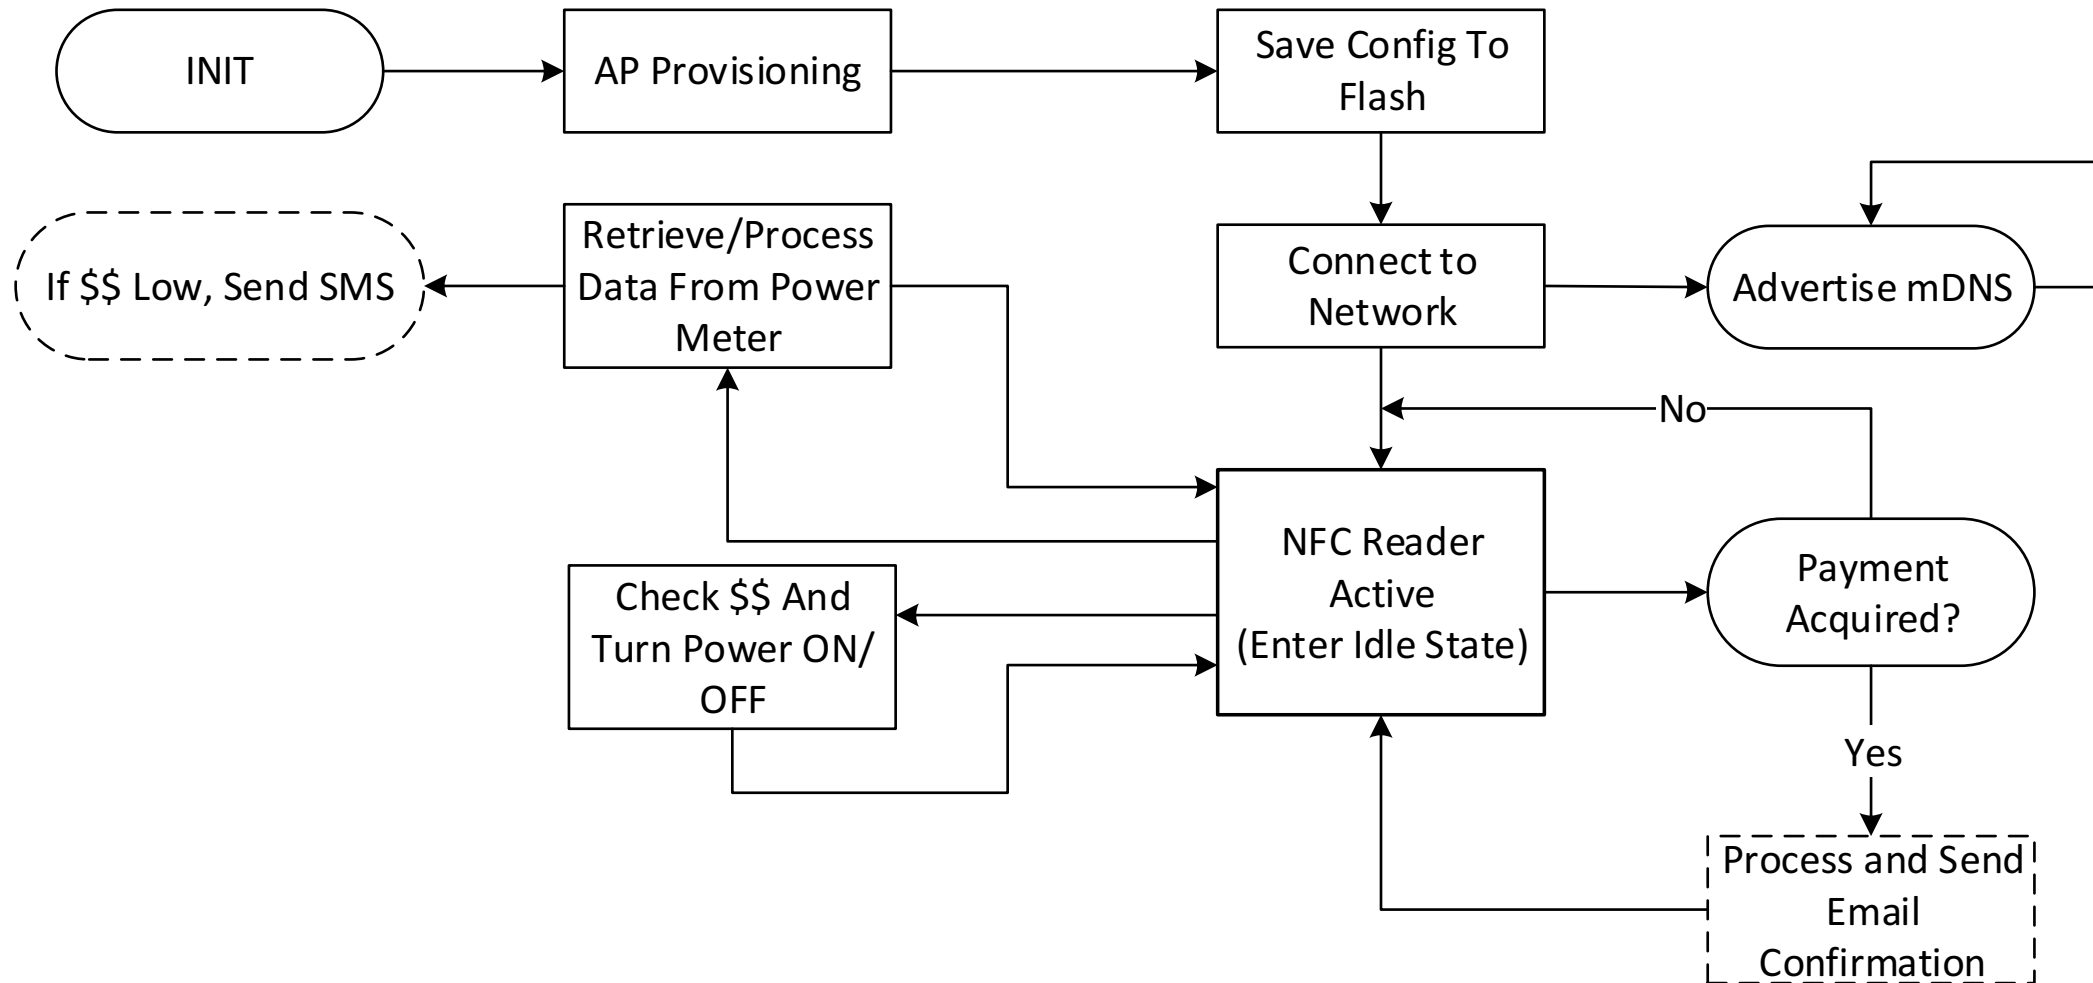 INIT
AP Provisioning
Save Config To
Flash
If $$ Low, Send SMS
Retrieve/Process
Data From Power
Meter
Connect to
Network
Advertise mDNS
No
Check $$ And
Turn Power ON/
OFF
NFC Reader
Active
(Enter Idle State)
Payment
Acquired?
Yes
Process and Send
Email
Confirmation